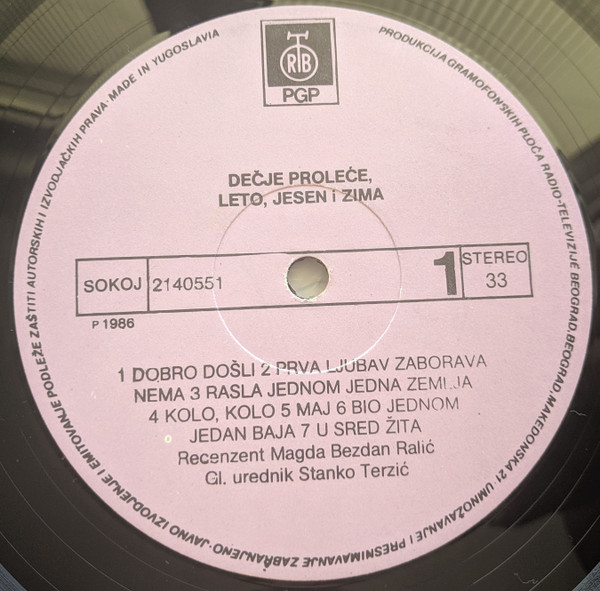 RTB
PGP
DEČJE PROLEĆE,
LETO, JESEN i ZIMA
SOKOJ 2140551 1 STEREO 33
P 1986
1 DOBRO DOŠLI 2 PRVA LJUBAV ZABORAVA
NEMA 3 RASLA JEDNOM JEDNA ZEMLJA
4 KOLO, KOLO 5 MAJ 6 BIO JEDNOM
JEDAN BAJA 7 U SRED ŽITA
Recenzent Magda Bezdan Ralić
Gl. urednik Stanko Terzić
PRODUKCIJA GRAMOFONSKIH PLOČA RADIO-TELEVIZIJE BEOGRAD, BEOGRAD, MAKEDONSKA 21 · UMNOŽAVANJE I PRESNIMAVANJE ZABRANJENO · JAVNO IZVOĐENJE I EMITOVANJE PODLEŽE ZAŠTITI AUTORSKIH I IZVOĐAČKIH PRAVA · MADE IN YUGOSLAVIA